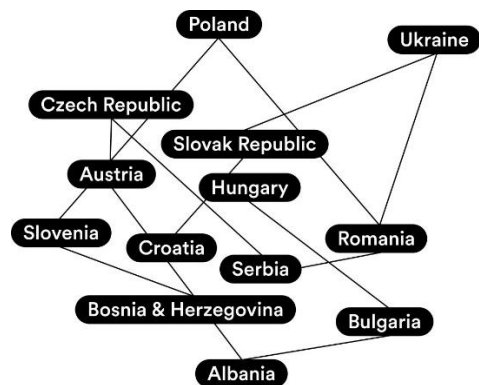 Poland
Ukraine
Czech Republic
Slovak Republic
Austria
Hungary
Slovenia
Croatia
Romania
Serbia
Bosnia & Herzegovina
Bulgaria
Albania